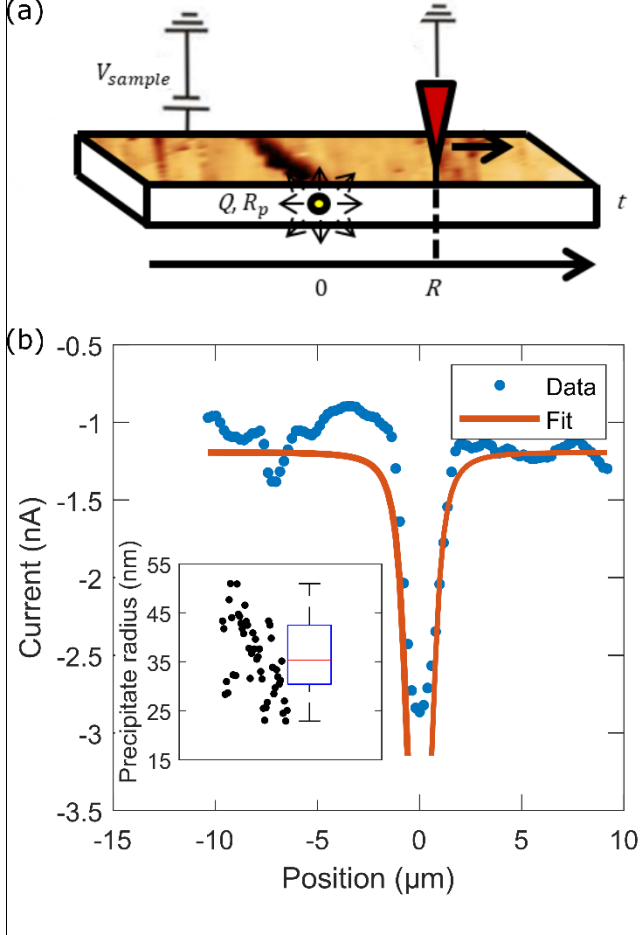 (a)
V_sample
Q, R_p
t
0
R
(b)
-0.5
-1
-1.5
-2
-2.5
-3
-3.5
Current (nA)
Data
Fit
55
45
35
25
15
Precipitate radius (nm)
-15
-10
-5
0
5
10
Position (μm)